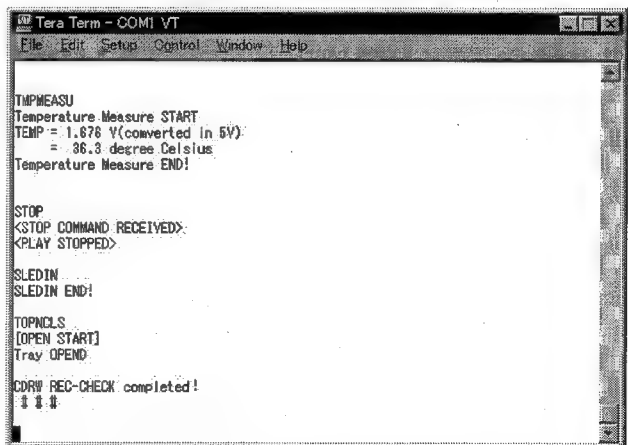 Tera Term - COM1 VT
File Edit Setup Control Window Help
TMPMEASU
Temperature Measure START
TEMP = 1.678 V(converted in 5V)
= 36.3 degree Celsius
Temperature Measure END!
STOP
<STOP COMMAND RECEIVED>
<PLAY STOPPED>
SLEDIN
SLEDIN END!
TOPNCLS
[OPEN START]
Tray OPEND
CDRW REC-CHECK completed!